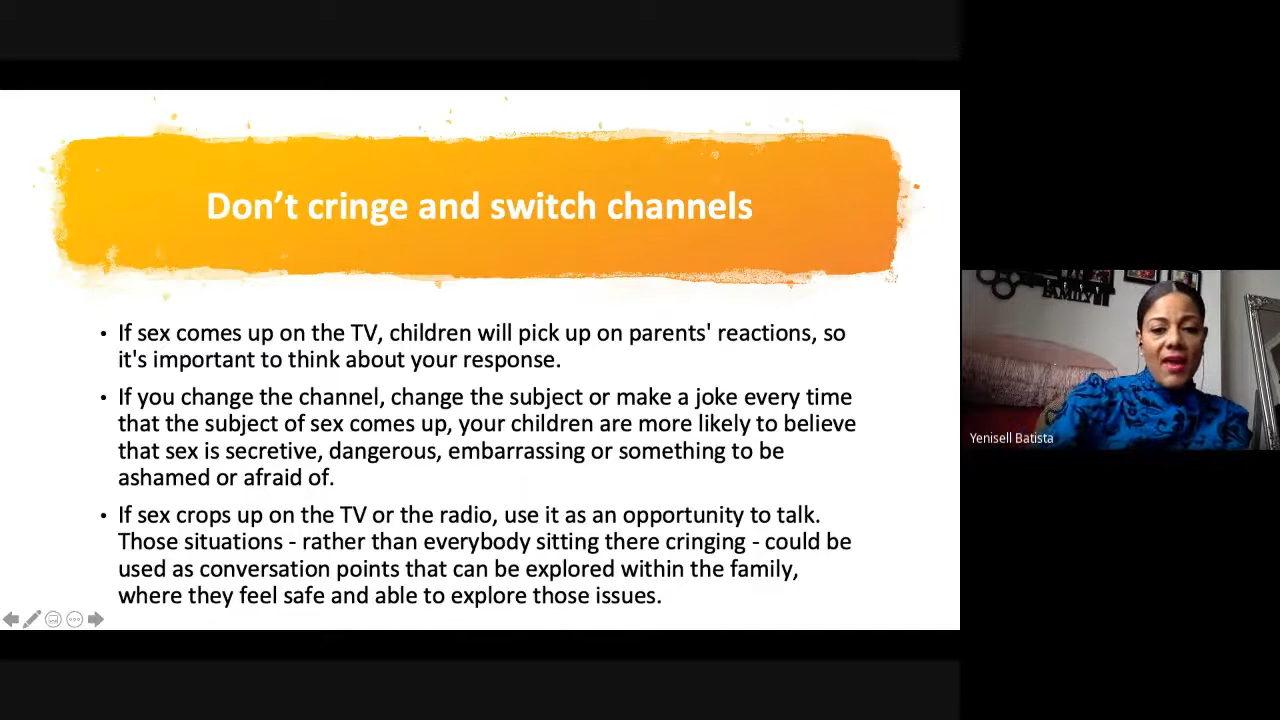 Don't cringe and switch channels
• If sex comes up on the TV, children will pick up on parents' reactions, so
it's important to think about your response.
• If you change the channel, change the subject or make a joke every time
that the subject of sex comes up, your children are more likely to believe
that sex is secretive, dangerous, embarrassing or something to be
ashamed or afraid of.
• If sex crops up on the TV or the radio, use it as an opportunity to talk.
Those situations - rather than everybody sitting there cringing - could be
used as conversation points that can be explored within the family,
where they feel safe and able to explore those issues.
FAMILY
Yenisell Batista